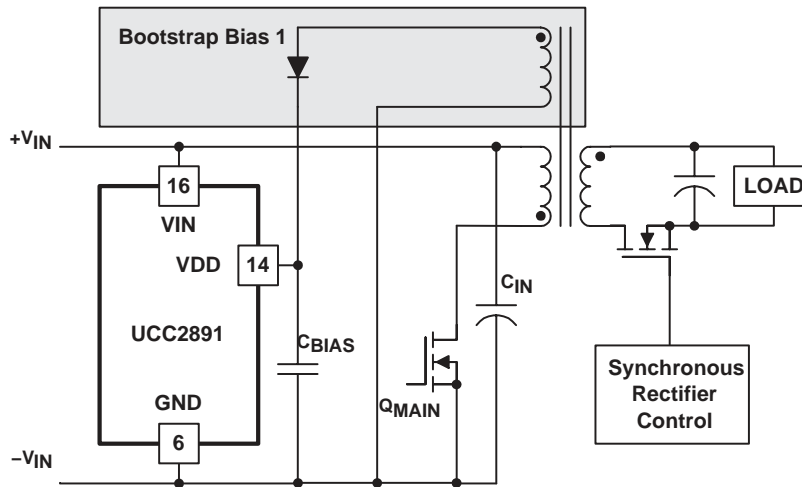 Bootstrap Bias 1
+VIN
16
VIN
VDD
14
LOAD
CIN
UCC2891
CBIAS
Synchronous
Rectifier
Control
QMAIN
GND
6
−VIN